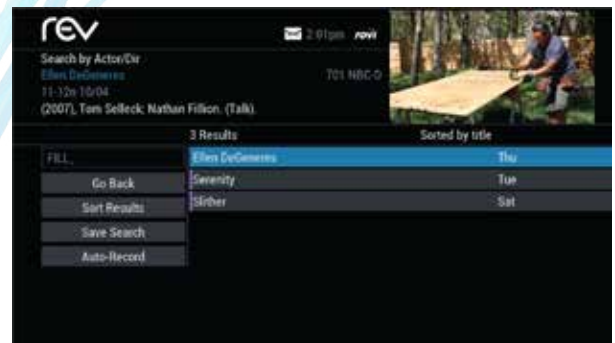 rev
2:01pm rovi
Search by Actor/Dir
Ellen DeGeneres 701 NBC-D
11-12n 10/04
(2007), Tom Selleck; Nathan Fillion. (Talk).
3 Results Sorted by title
FILL_
Ellen DeGeneres Thu
Go Back
Serenity Tue
Sort Results
Slither Sat
Save Search
Auto-Record